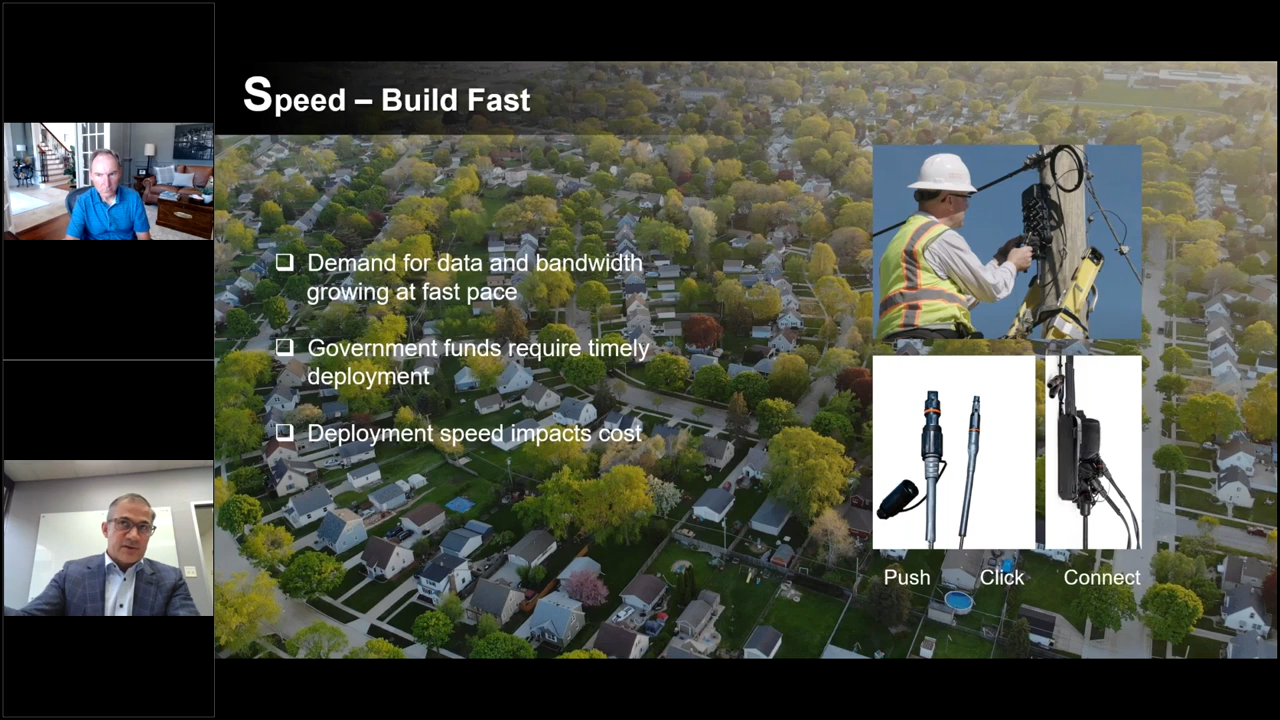 Speed – Build Fast
❑ Demand for data and bandwidth
growing at fast pace
❑ Government funds require timely
deployment
❑ Deployment speed impacts cost
Push Click Connect